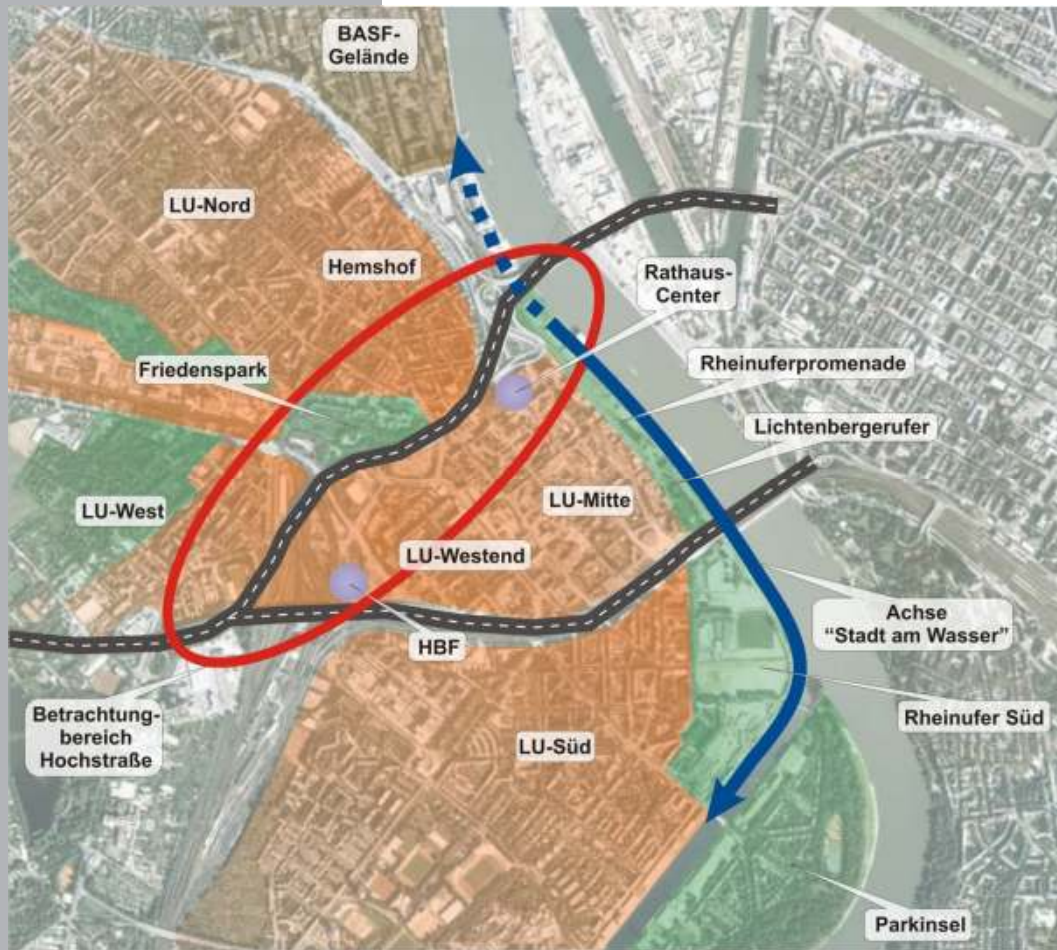 BASF-
Gelände
LU-Nord
Hemshof
Rathaus-
Center
Friedenspark
Rheinuferpromenade
Lichtenbergerufer
LU-West
LU-Mitte
LU-Westend
Achse
“Stadt am Wasser”
HBF
Betrachtung-
bereich
Hochstraße
Rheinufer Süd
LU-Süd
Parkinsel